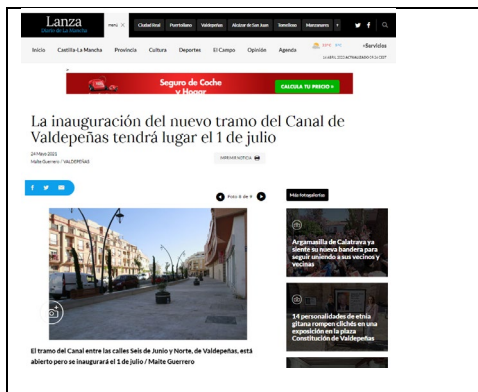 Lanza
Diario de La Mancha
menú X
Ciudad Real
Puertollano
Valdepeñas
Alcázar de San Juan
Tomelloso
Manzanares
Inicio
Castilla-La Mancha
Provincia
Cultura
Deportes
El Campo
Opinión
Agenda
+Servicios
Seguro de Coche
y Hogar
CALCULA TU PRECIO »
La inauguración del nuevo tramo del Canal de
Valdepeñas tendrá lugar el 1 de julio
24 Mayo 2021
Maite Guerrero / VALDEPEÑAS
IMPRIMIR NOTICIA
Más fotogalerías
Argamasilla de Calatrava ya
siente su nueva bandera para
seguir uniendo a sus vecinos y
vecinas
14 personalidades de etnia
gitana rompen clichés en una
exposición en la plaza
Constitución de Valdepeñas
El tramo del Canal entre las calles Seis de Junio y Norte, de Valdepeñas, está
abierto pero se inaugurará el 1 de julio / Maite Guerrero